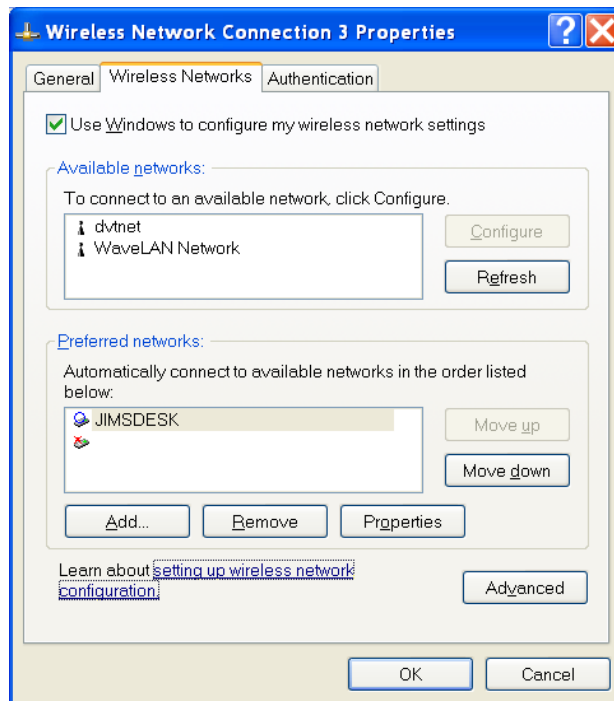 Wireless Network Connection 3 Properties
?
General Wireless Networks Authentication
Use Windows to configure my wireless network settings
Available networks:
To connect to an available network, click Configure.
dvtnet
WaveLAN Network
Configure
Refresh
Preferred networks:
Automatically connect to available networks in the order listed
below:
JIMSDESK
Move up
Move down
Add... Remove Properties
Learn about setting up wireless network
configuration.
Advanced
OK Cancel